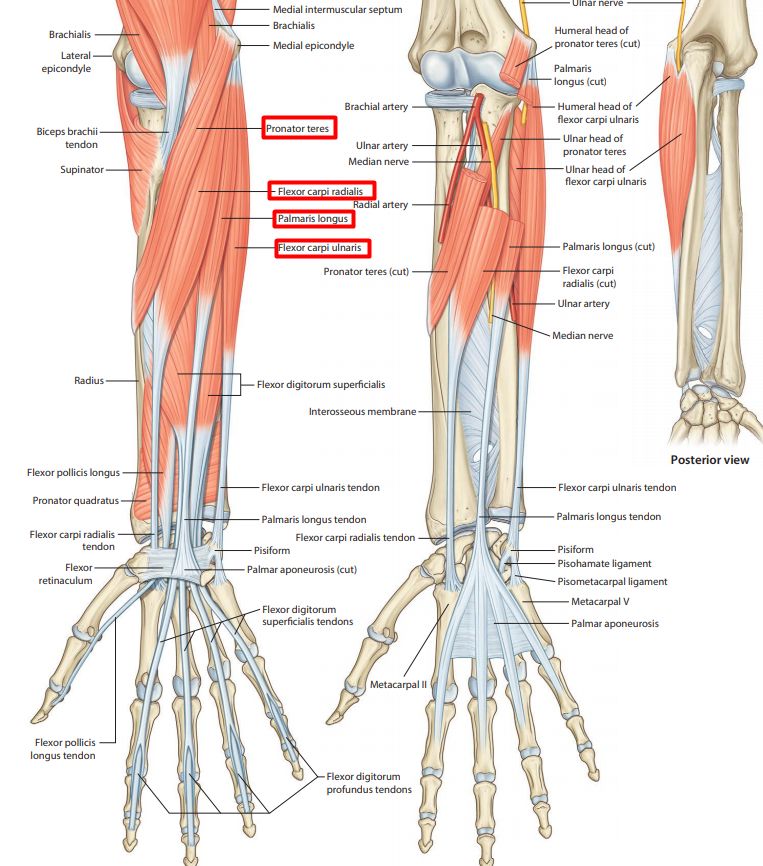 Medial intermuscular septum
Brachialis
Brachialis
Medial epicondyle
Lateral
epicondyle
Pronator teres
Biceps brachii
tendon
Supinator
Flexor carpi radialis
Palmaris longus
Flexor carpi ulnaris
Radius
Flexor digitorum superficialis
Flexor pollicis longus
Flexor carpi ulnaris tendon
Pronator quadratus
Palmaris longus tendon
Flexor carpi radialis
tendon
Pisiform
Flexor
retinaculum
Palmar aponeurosis (cut)
Flexor digitorum
superficialis tendons
Flexor pollicis
longus tendon
Flexor digitorum
profundus tendons
Ulnar nerve
Humeral head of
pronator teres (cut)
Palmaris
longus (cut)
Brachial artery
Humeral head of
flexor carpi ulnaris
Ulnar artery
Ulnar head of
pronator teres
Median nerve
Ulnar head of
flexor carpi ulnaris
Radial artery
Palmaris longus (cut)
Pronator teres (cut)
Flexor carpi
radialis (cut)
Ulnar artery
Median nerve
Interosseous membrane
Posterior view
Flexor carpi ulnaris tendon
Palmaris longus tendon
Flexor carpi radialis tendon
Pisiform
Pisohamate ligament
Pisometacarpal ligament
Metacarpal V
Palmar aponeurosis
Metacarpal II